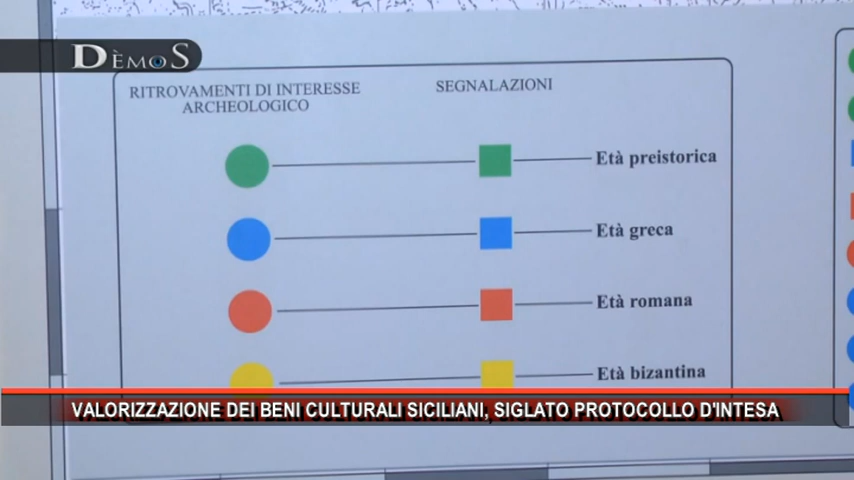 DÈMOS
RITROVAMENTI DI INTERESSE
ARCHEOLOGICO
SEGNALAZIONI
Età preistorica
Età greca
Età romana
Età bizantina
VALORIZZAZIONE DEI BENI CULTURALI SICILIANI, SIGLATO PROTOCOLLO D'INTESA